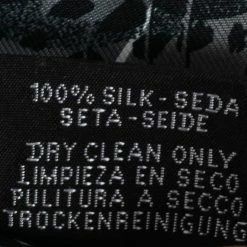 100% SILK-SEDA
SETA-SEIDE
DRY CLEAN ONLY
LIMPIEZA EN SECO
PULITURA A SECCO
TROCKENREINIGUNG